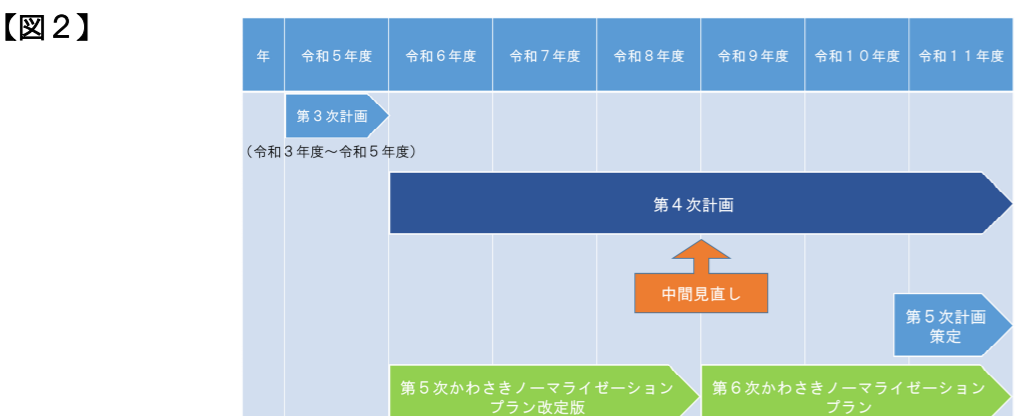 【図２】
年
令和５年度
令和６年度
令和７年度
令和８年度
令和９年度
令和１０年度
令和１１年度
第３次計画
（令和３年度～令和５年度）
第４次計画
中間見直し
第５次計画
策定
第５次かわさきノーマライゼーション
プラン改定版
第６次かわさきノーマライゼーション
プラン